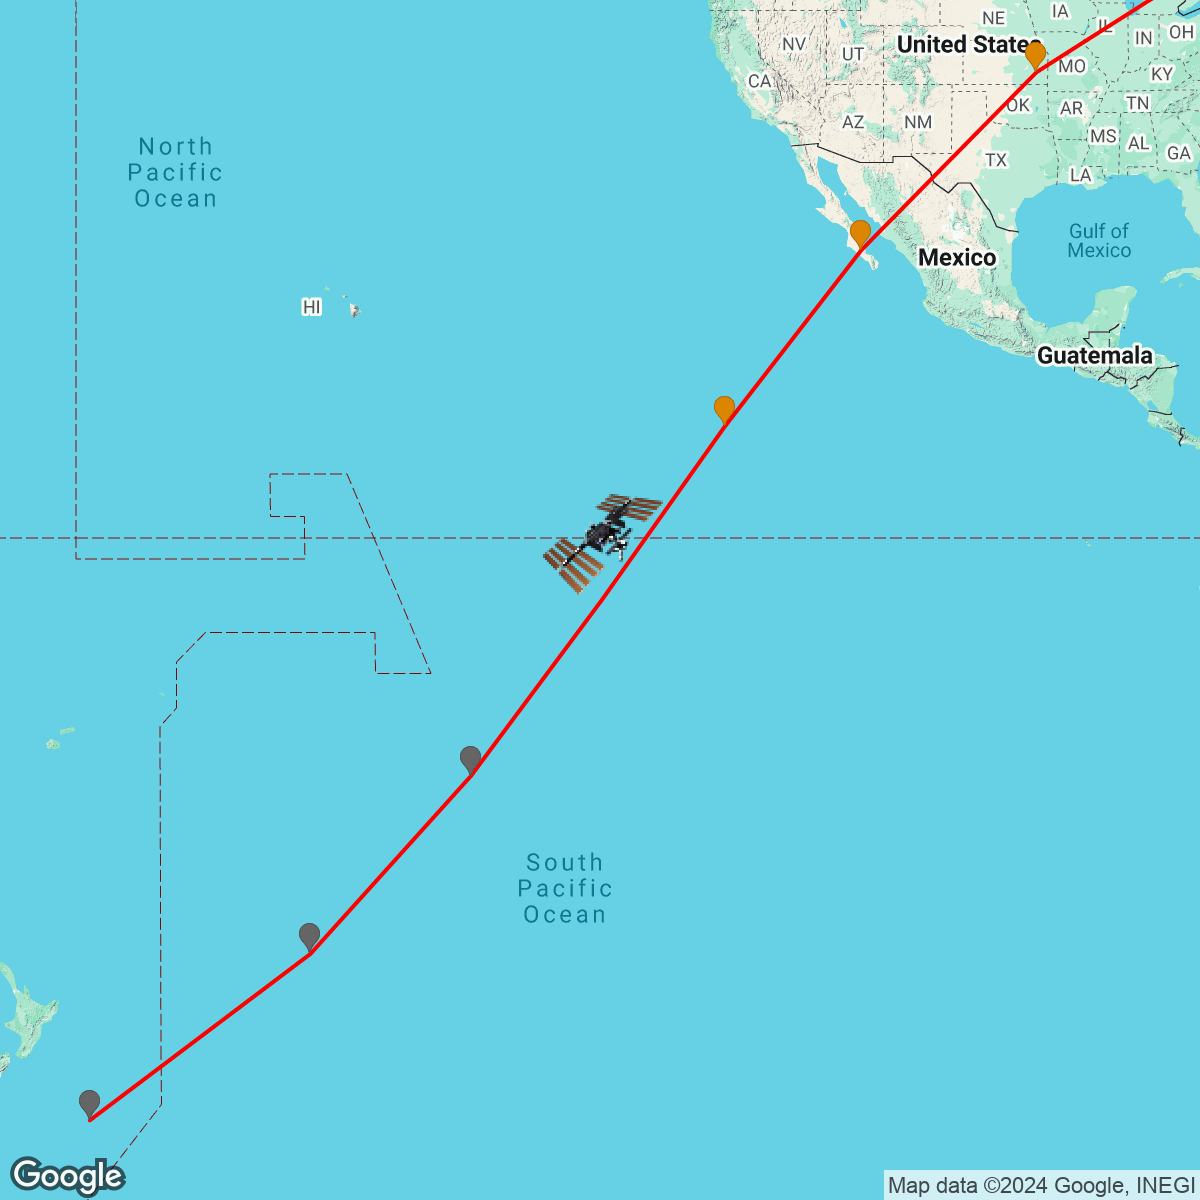 IA
NE
IL
OH
IN
NV
United States
UT
MO
KY
CA
TN
OK
AR
AZ
NM
MS
AL
North
Pacific
Ocean
GA
TX
LA
Gulf of
Mexico
Mexico
HI
Guatemala
South
Pacific
Ocean
Google
Map data ©2024 Google, INEGI